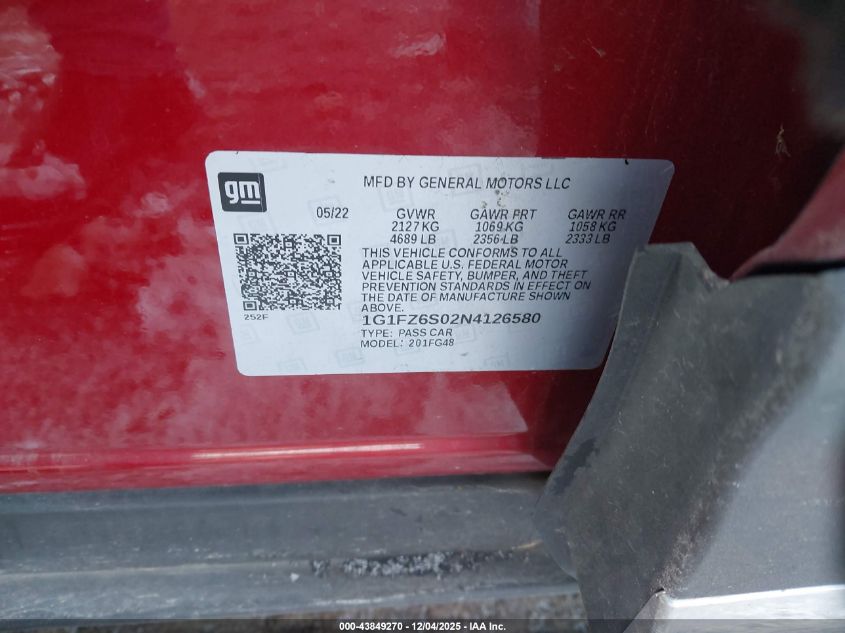 gm
MFD BY GENERAL MOTORS LLC
05/22 GVWR GAWR FRT GAWR RR
2127 KG 1069 KG 1058 KG
4689 LB 2356 LB 2333 LB
THIS VEHICLE CONFORMS TO ALL
APPLICABLE U.S. FEDERAL MOTOR
VEHICLE SAFETY, BUMPER, AND THEFT
PREVENTION STANDARDS IN EFFECT ON
THE DATE OF MANUFACTURE SHOWN
ABOVE.
252F
1G1FZ6S02N4126580
TYPE: PASS CAR
MODEL: 201FG48
000-43849270 - 12/04/2025 - IAA Inc.